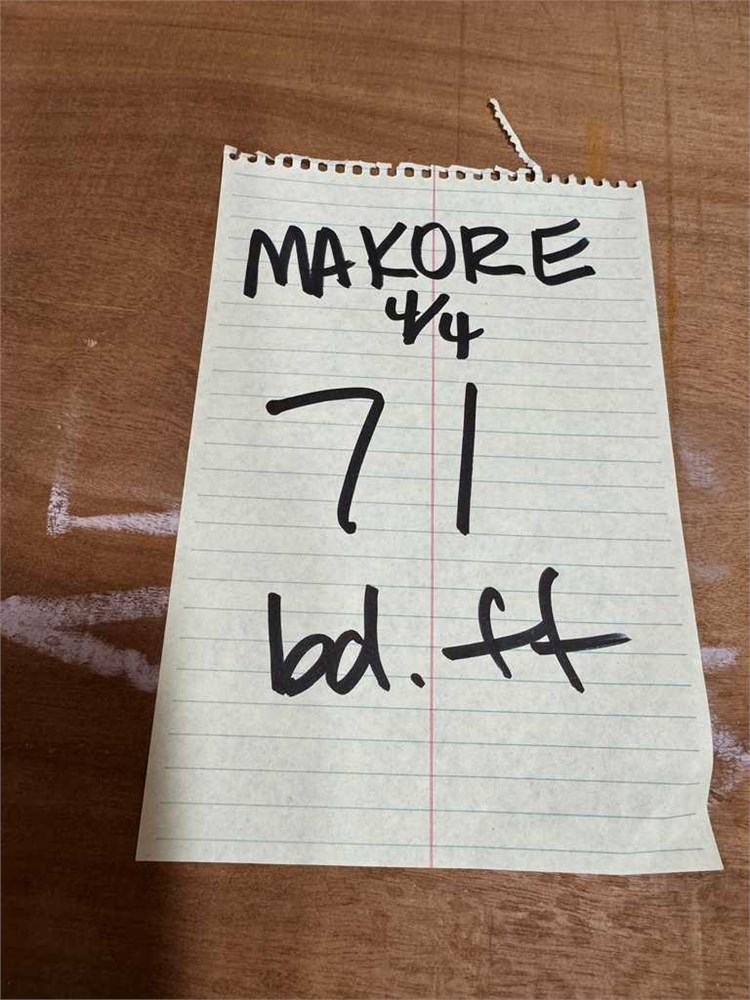 MAKORE
4/4
71
bd. ft